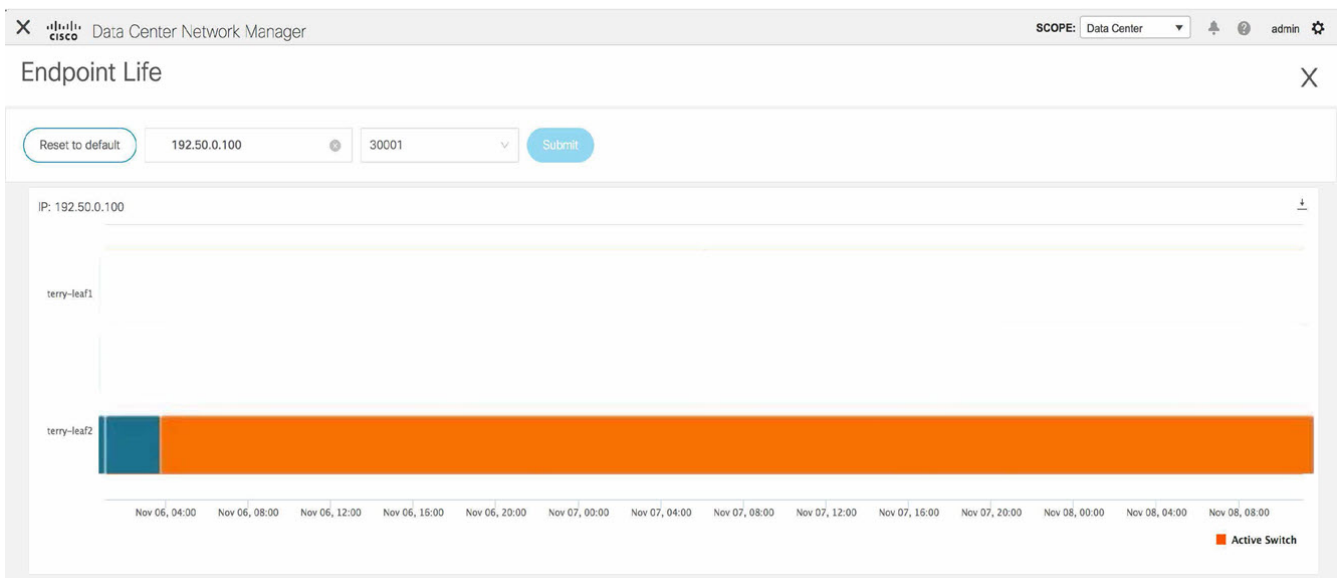 X cisco Data Center Network Manager SCOPE: Data Center admin
Endpoint Life X
Reset to default 192.50.0.100 30001 Submit
IP: 192.50.0.100
terry-leaf1
terry-leaf2
Nov 06, 04:00 Nov 06, 08:00 Nov 06, 12:00 Nov 06, 16:00 Nov 06, 20:00 Nov 07, 00:00 Nov 07, 04:00 Nov 07, 08:00 Nov 07, 12:00 Nov 07, 16:00 Nov 07, 20:00 Nov 08, 00:00 Nov 08, 04:00 Nov 08, 08:00
Active Switch